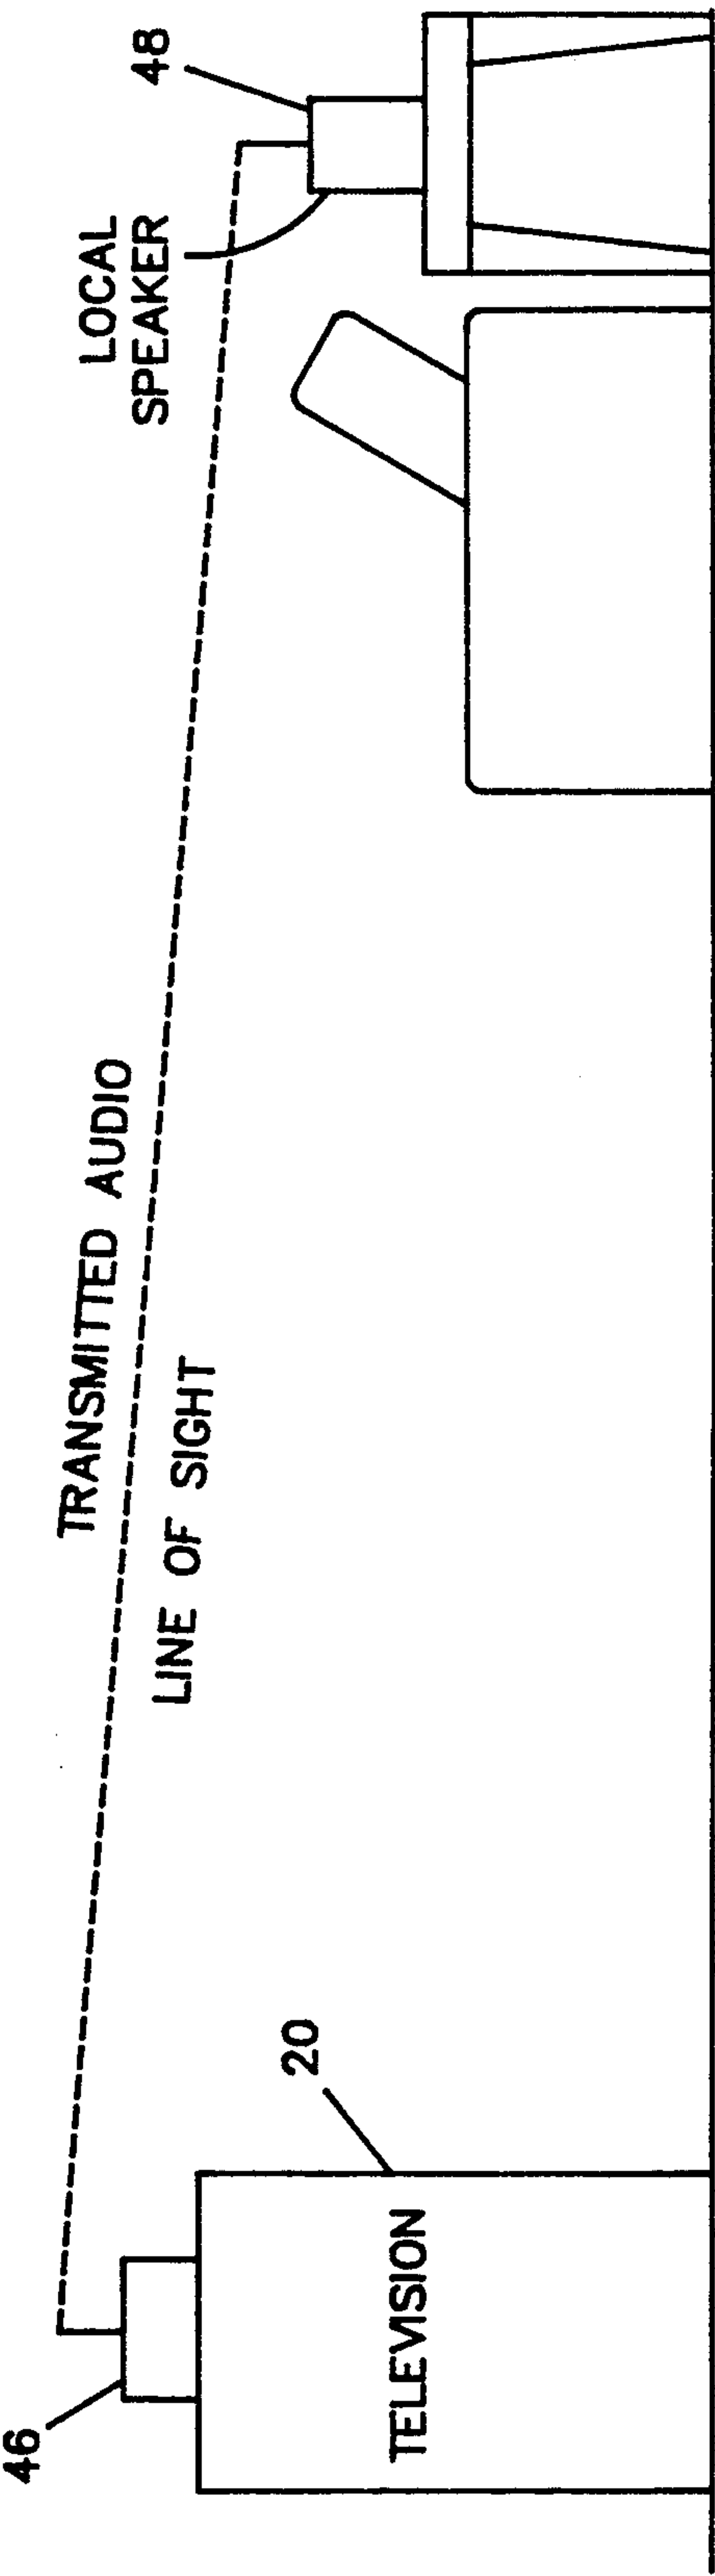 46
TELEVISION
20
TRANSMITTED AUDIO
LINE OF SIGHT
LOCAL
SPEAKER
48